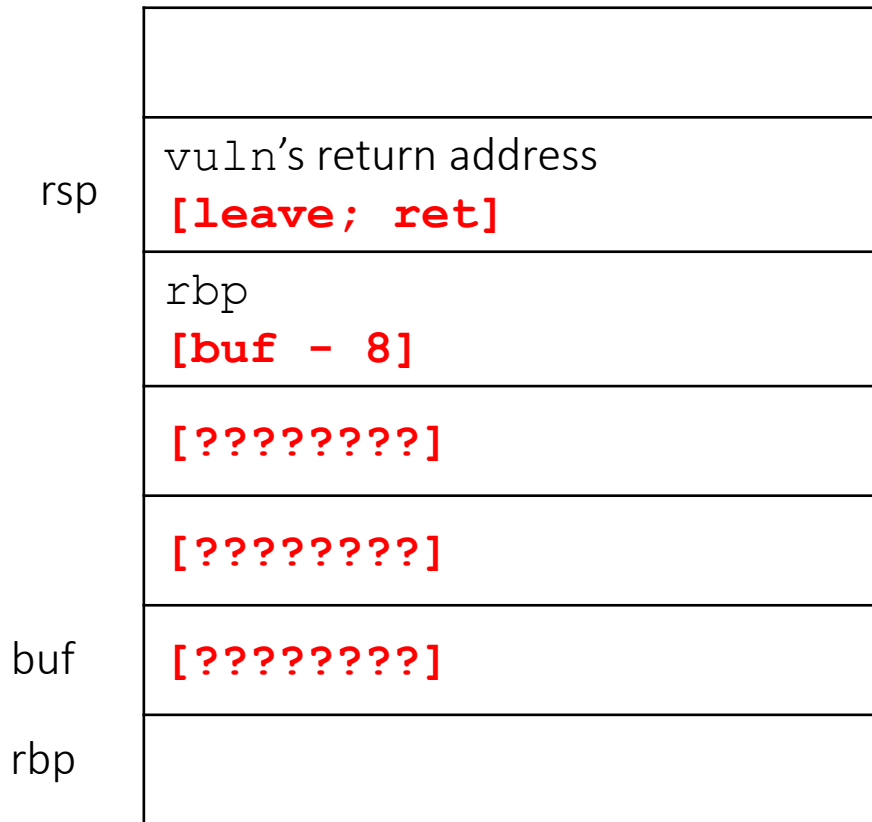 rsp
vuln’s return address
[leave; ret]
rbp
[buf - 8]
[????????]
[????????]
buf
[????????]
rbp